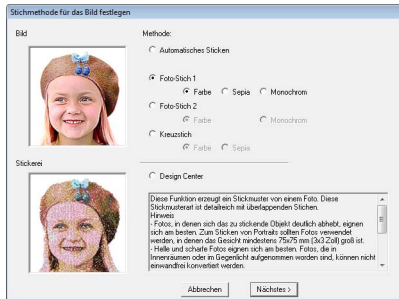 Stichmethode für das Bild festlegen
Bild
Methode:
Automatisches Sticken
Foto-Stich 1
Farbe Sepia Monochrom
Foto-Stich 2
Farbe Monochrom
Kreuzstich
Farbe Sepia
Stickerei
Design Center
Diese Funktion erzeugt ein Stickmuster von einem Foto. Diese
Stickmusterart ist detailreich mit überlappenden Stichen.
Hinweis
- Fotos, in denen sich das zu stickende Objekt deutlich abhebt, eignen
sich am besten. Zum Sticken von Portraits sollten Fotos verwendet
werden, in denen das Gesicht mindestens 75x75 mm (3x3 Zoll) groß ist.
- Helle und scharfe Fotos eignen sich am besten. Fotos, die in
Innenräumen oder im Gegenlicht aufgenommen worden sind, können nicht
einwandfrei konvertiert werden.
Abbrechen Nächstes >